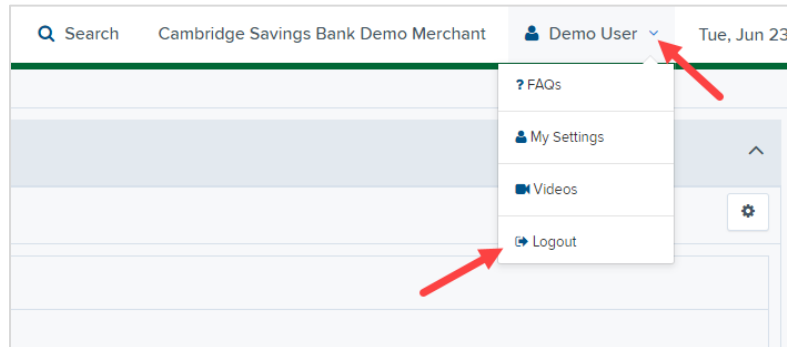 Search Cambridge Savings Bank Demo Merchant Demo User Tue, Jun 23
? FAQs
My Settings
Videos
Logout